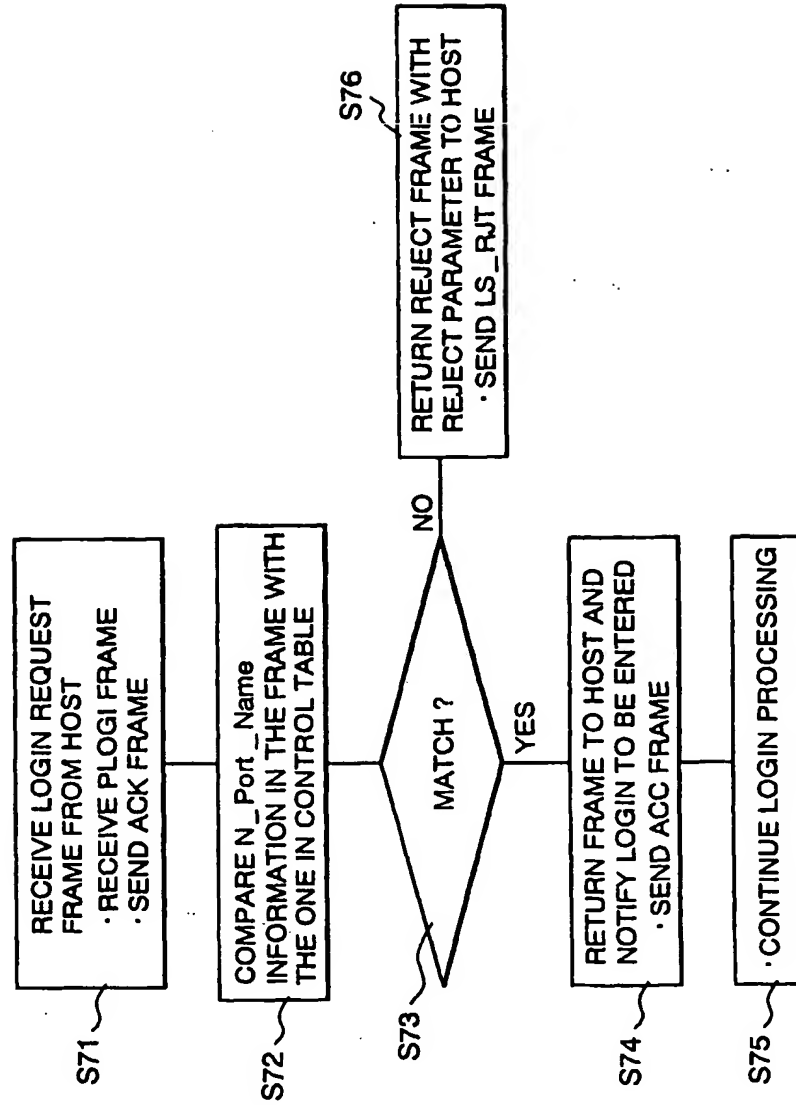 S71
RECEIVE LOGIN REQUEST
FRAME FROM HOST
· RECEIVE PLOGI FRAME
· SEND ACK FRAME
S72
COMPARE N_Port_Name
INFORMATION IN THE FRAME WITH
THE ONE IN CONTROL TABLE
S73
MATCH ?
NO
YES
S76
RETURN REJECT FRAME WITH
REJECT PARAMETER TO HOST
· SEND LS_RJT FRAME
S74
RETURN FRAME TO HOST AND
NOTIFY LOGIN TO BE ENTERED
· SEND ACC FRAME
S75
· CONTINUE LOGIN PROCESSING